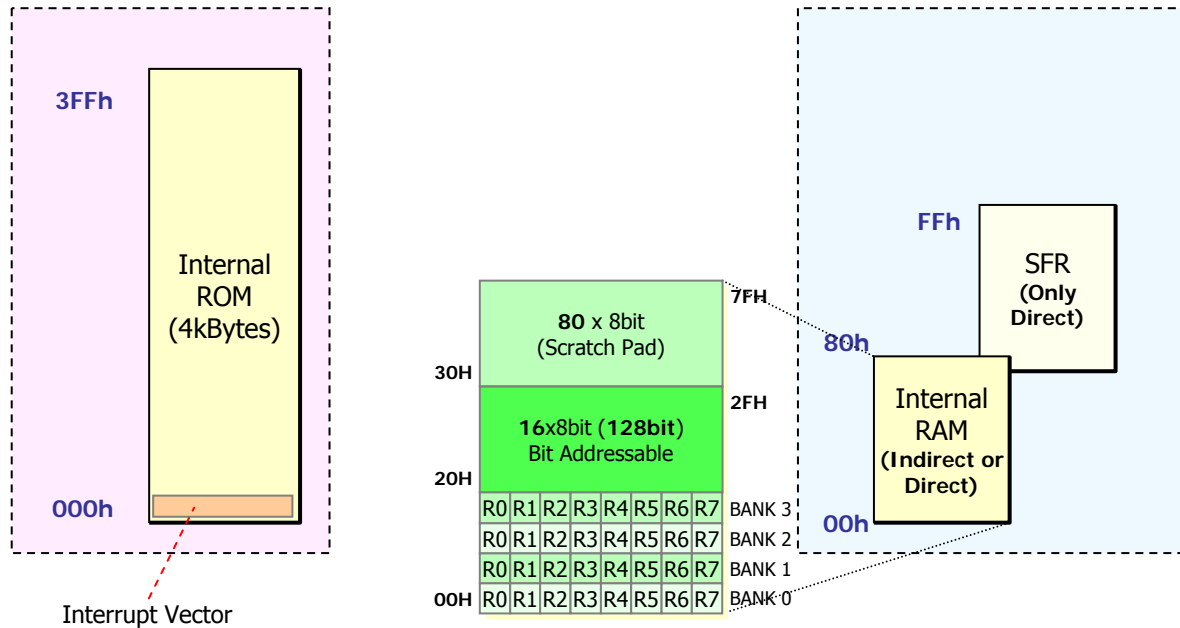 3FFh
Internal
ROM
(4kBytes)
000h
Interrupt Vector
80 x 8bit
(Scratch Pad)
7FH
30H
16x8bit (128bit)
Bit Addressable
2FH
20H
R0 R1 R2 R3 R4 R5 R6 R7 BANK 3
R0 R1 R2 R3 R4 R5 R6 R7 BANK 2
R0 R1 R2 R3 R4 R5 R6 R7 BANK 1
00H R0 R1 R2 R3 R4 R5 R6 R7 BANK 0
FFh
SFR
(Only
Direct)
80h
Internal
RAM
(Indirect or
Direct)
00h